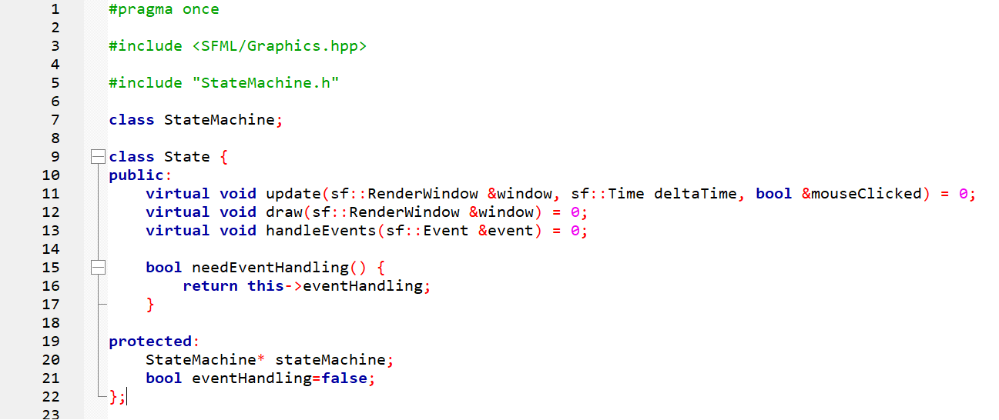 1 #pragma once
2
3 #include <SFML/Graphics.hpp>
4
5 #include "StateMachine.h"
6
7 class StateMachine;
8
9 class State {
10 public:
11     virtual void update(sf::RenderWindow &window, sf::Time deltaTime, bool &mouseClicked) = 0;
12     virtual void draw(sf::RenderWindow &window) = 0;
13     virtual void handleEvents(sf::Event &event) = 0;
14
15     bool needEventHandling() {
16         return this->eventHandling;
17     }
18
19 protected:
20     StateMachine* stateMachine;
21     bool eventHandling=false;
22 };
23